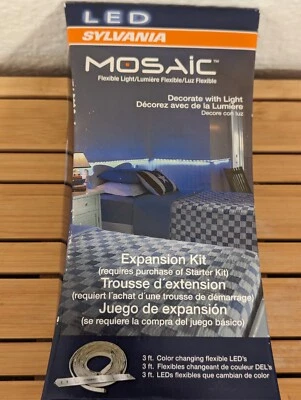 LED
SYLVANIA
MOSAIC™
Flexible Light/Lumière Flexible/Luz Flexible
Decorate with Light
Décorez avec de la Lumière
Decore con luz
Expansion Kit
(requires purchase of Starter Kit)
Trousse d'extension
(requiert l'achat d'une trousse de démarrage)
Juego de expansión
(se requiere la compra del juego básico)
3 ft. Color changing flexible LED's
3 ft. Flexibles changeant de couleur DEL's
3 ft. LEDs flexibles que cambian de color